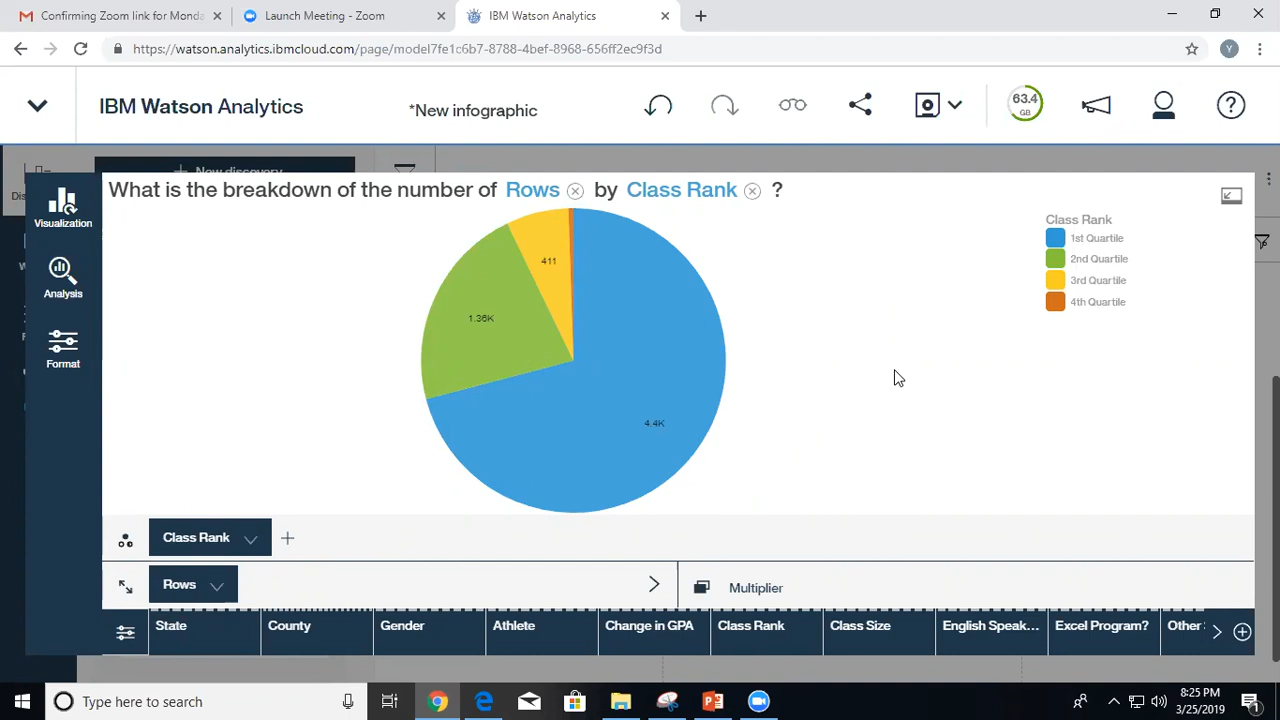 Confirming Zoom link for Monda
Launch Meeting - Zoom
IBM Watson Analytics
https://watson.analytics.ibmcloud.com/page/model7fe1c6b7-8788-4bef-8968-656ff2ec9f3d
Y
IBM Watson Analytics
*New infographic
63.4
GB
New discovery
What is the breakdown of the number of Rows by Class Rank ?
Visualization
Analysis
Format
Class Rank
1st Quartile
2nd Quartile
3rd Quartile
4th Quartile
411
1.36K
4.4K
Class Rank
Rows
Multiplier
State County Gender Athlete Change in GPA Class Rank Class Size English Speak... Excel Program? Other
Type here to search
8:25 PM
3/25/2019
1